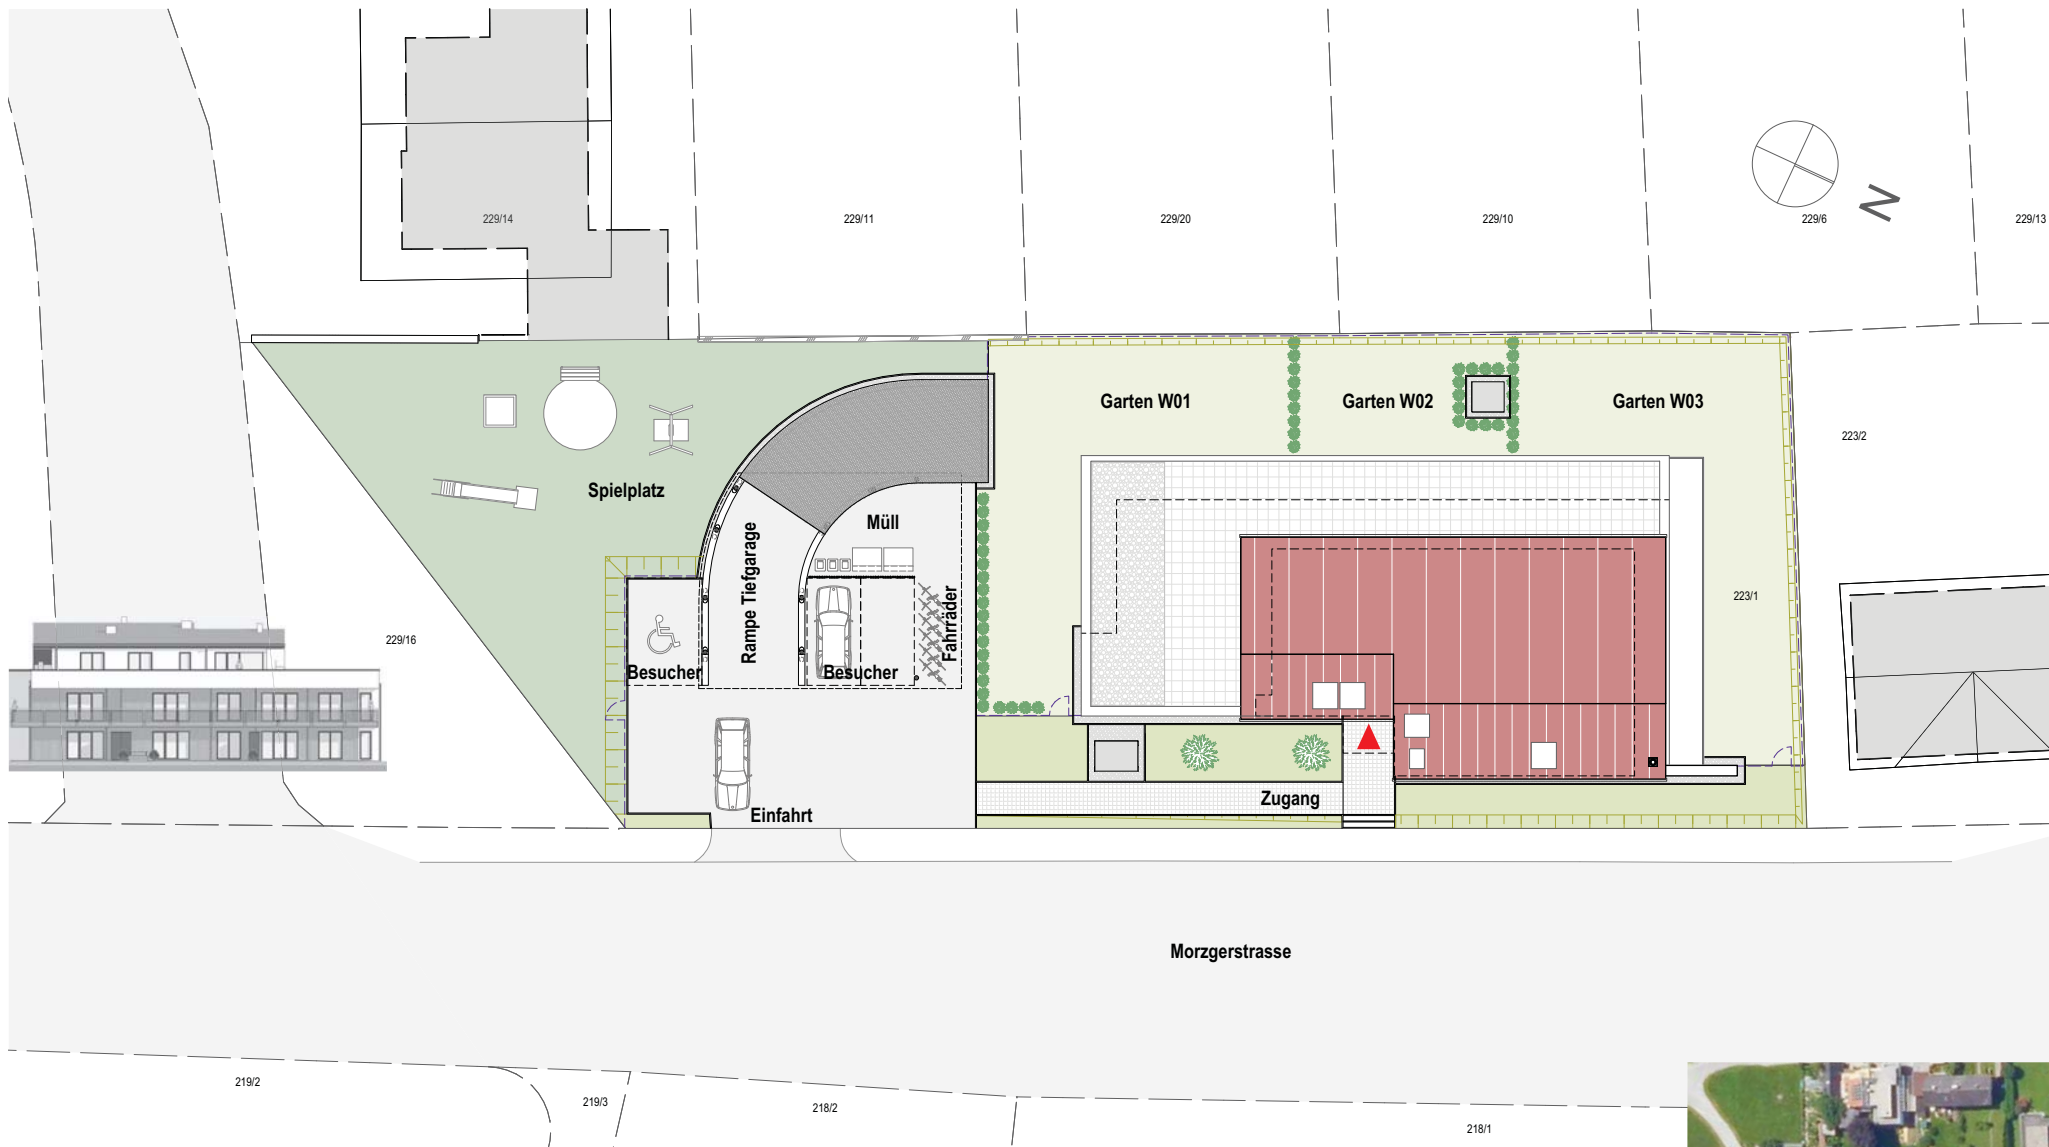 229/14
229/11
229/20
229/10
229/6
229/13
N
Garten W01
Garten W02
Garten W03
223/2
Spielplatz
Müll
Rampe Tiefgarage
Fahrräder
223/1
229/16
Besucher
Besucher
Zugang
Einfahrt
Morzgerstrasse
219/2
219/3
218/2
218/1